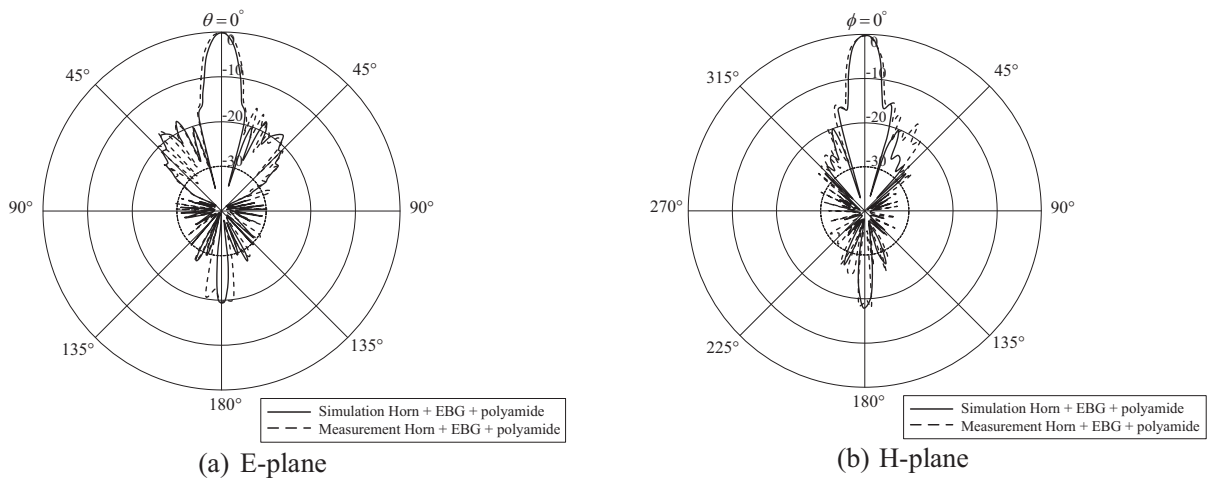 θ = 0°
0
-10
-20
-30
45°
45°
90°
90°
135°
135°
180°
Simulation Horn + EBG + polyamide
Measurement Horn + EBG + polyamide
(a) E-plane
ϕ = 0°
0
-10
-20
-30
315°
45°
270°
90°
225°
135°
180°
Simulation Horn + EBG + polyamide
Measurement Horn + EBG + polyamide
(b) H-plane